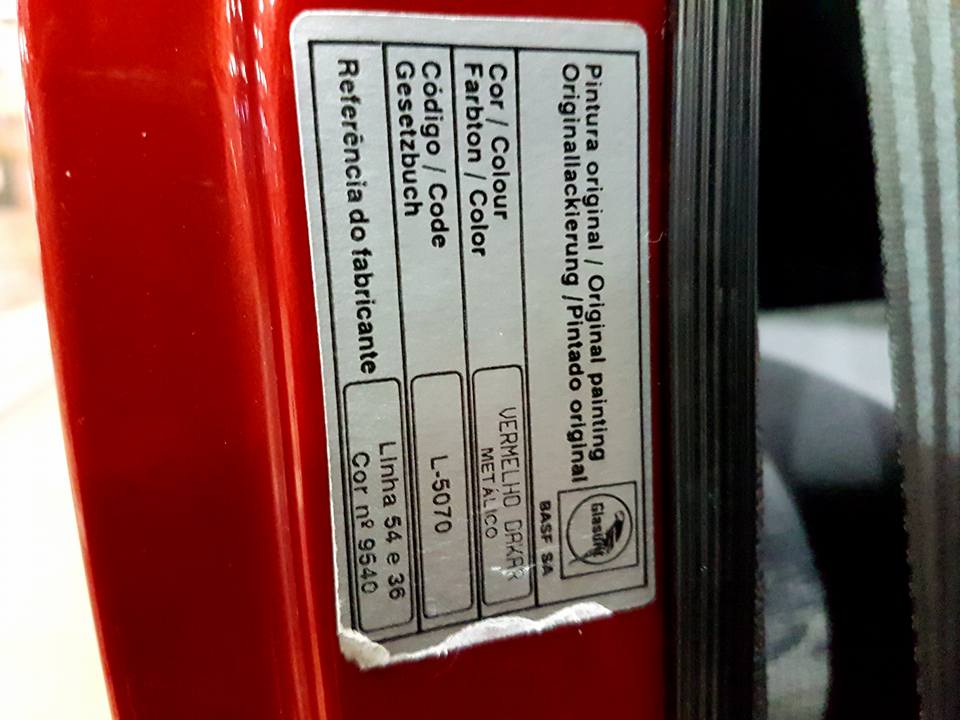 Pintura original / Original painting
Originallackierung /Pintado original
Glasurit
BASF SA
Cor / Colour
Farbton / Color
VERMELHO DAKAR
METÁLICO
Código / Code
Gesetzbuch
L-5070
Referência do fabricante
Linha 54 e 36
Cor nº 9540